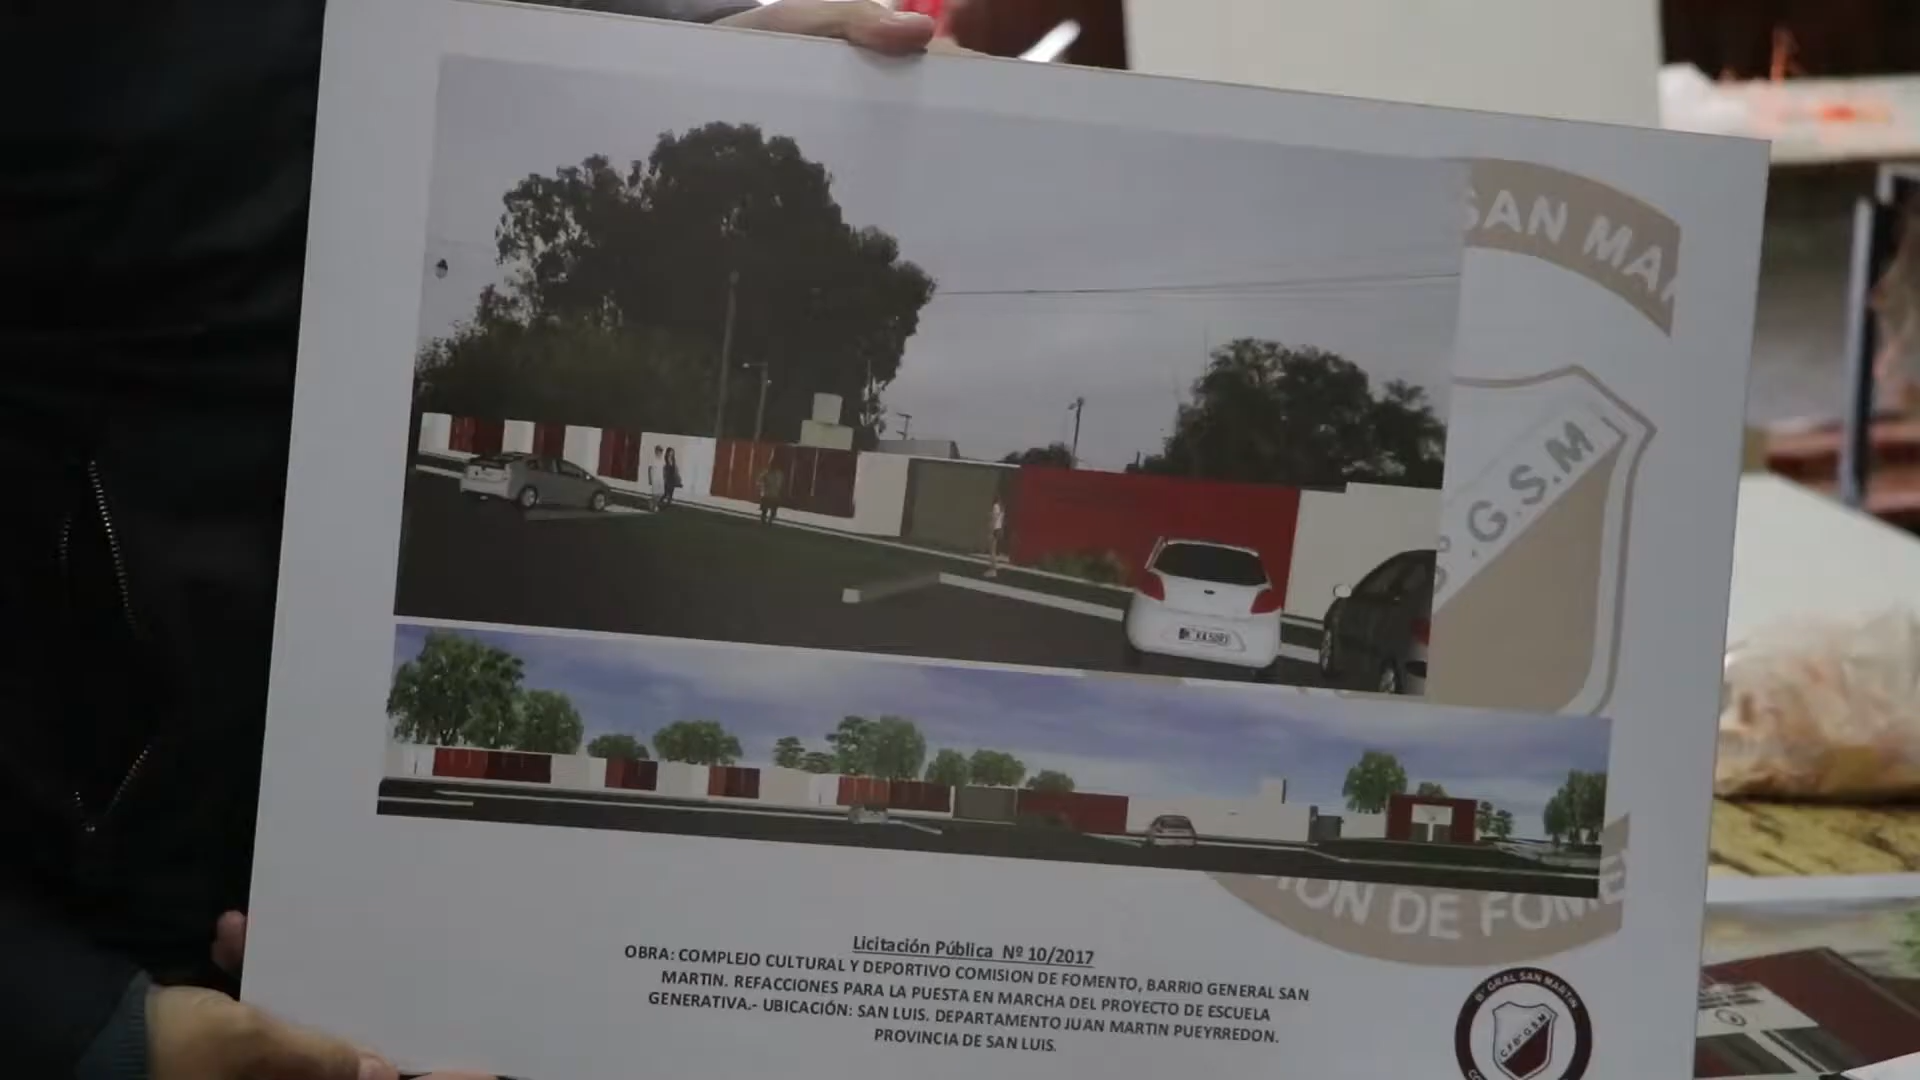 SAN MA
G.S.M
ION DE FOME
Licitación Pública Nº 10/2017
OBRA: COMPLEJO CULTURAL Y DEPORTIVO COMISION DE FOMENTO, BARRIO GENERAL SAN
MARTIN. REFACCIONES PARA LA PUESTA EN MARCHA DEL PROYECTO DE ESCUELA
GENERATIVA.- UBICACIÓN: SAN LUIS. DEPARTAMENTO JUAN MARTIN PUEYRREDON.
PROVINCIA DE SAN LUIS.
Bº GRAL SAN MARTIN
C.F.Bº G.S.M